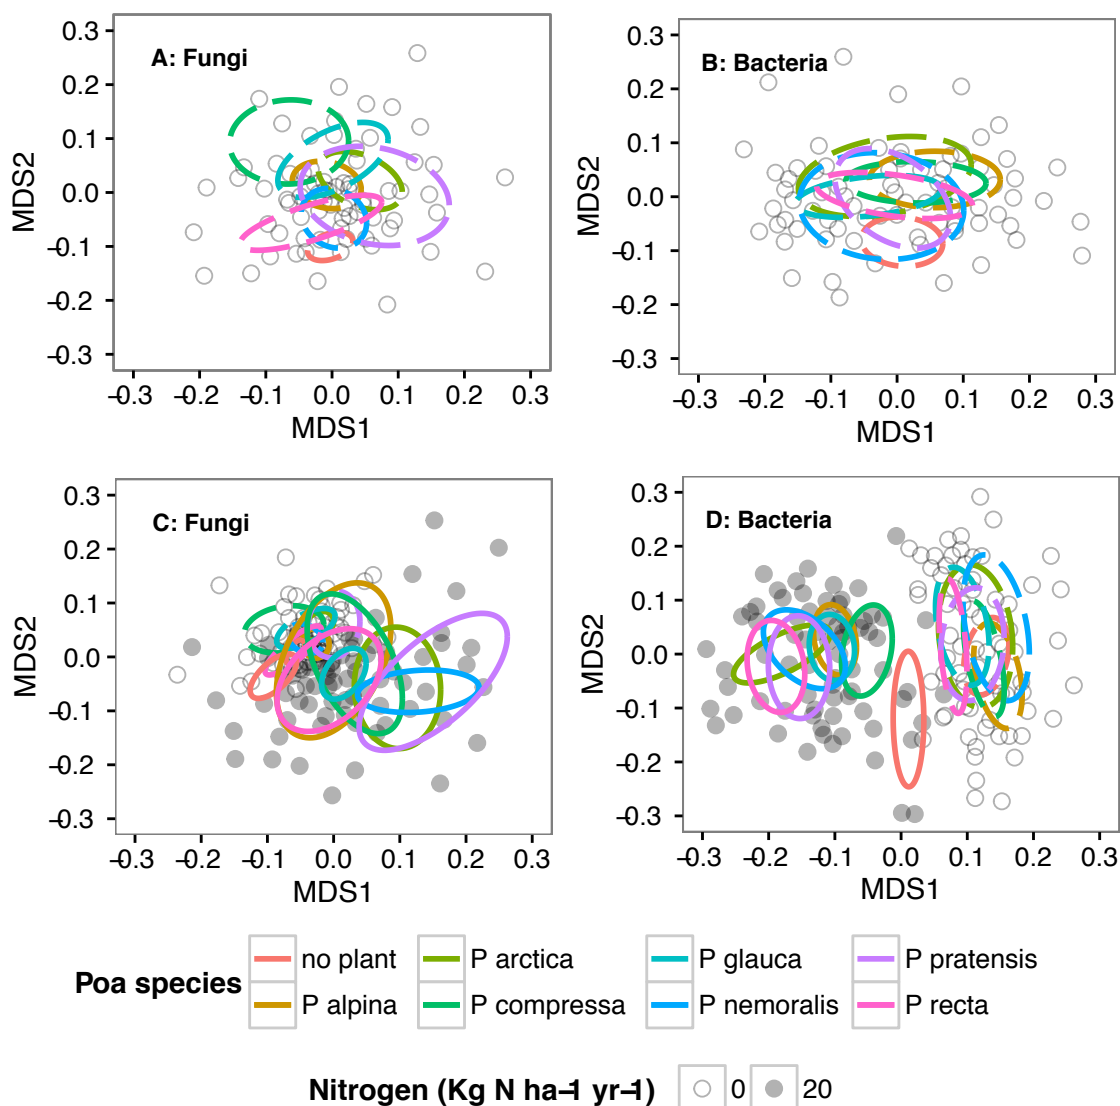 A: Fungi
0.3
0.2
0.1
0.0
−0.1
−0.2
−0.3
MDS2
−0.3 −0.2 −0.1 0.0 0.1 0.2 0.3
MDS1
B: Bacteria
0.3
0.2
0.1
0.0
−0.1
−0.2
−0.3
MDS2
−0.3 −0.2 −0.1 0.0 0.1 0.2 0.3
MDS1
C: Fungi
0.3
0.2
0.1
0.0
−0.1
−0.2
−0.3
MDS2
−0.3 −0.2 −0.1 0.0 0.1 0.2 0.3
MDS1
D: Bacteria
0.3
0.2
0.1
0.0
−0.1
−0.2
−0.3
MDS2
−0.3 −0.2 −0.1 0.0 0.1 0.2 0.3
MDS1
Poa species
no plant P arctica P glauca P pratensis
P alpina P compressa P nemoralis P recta
Nitrogen (Kg N ha−1 yr−1) 0 20